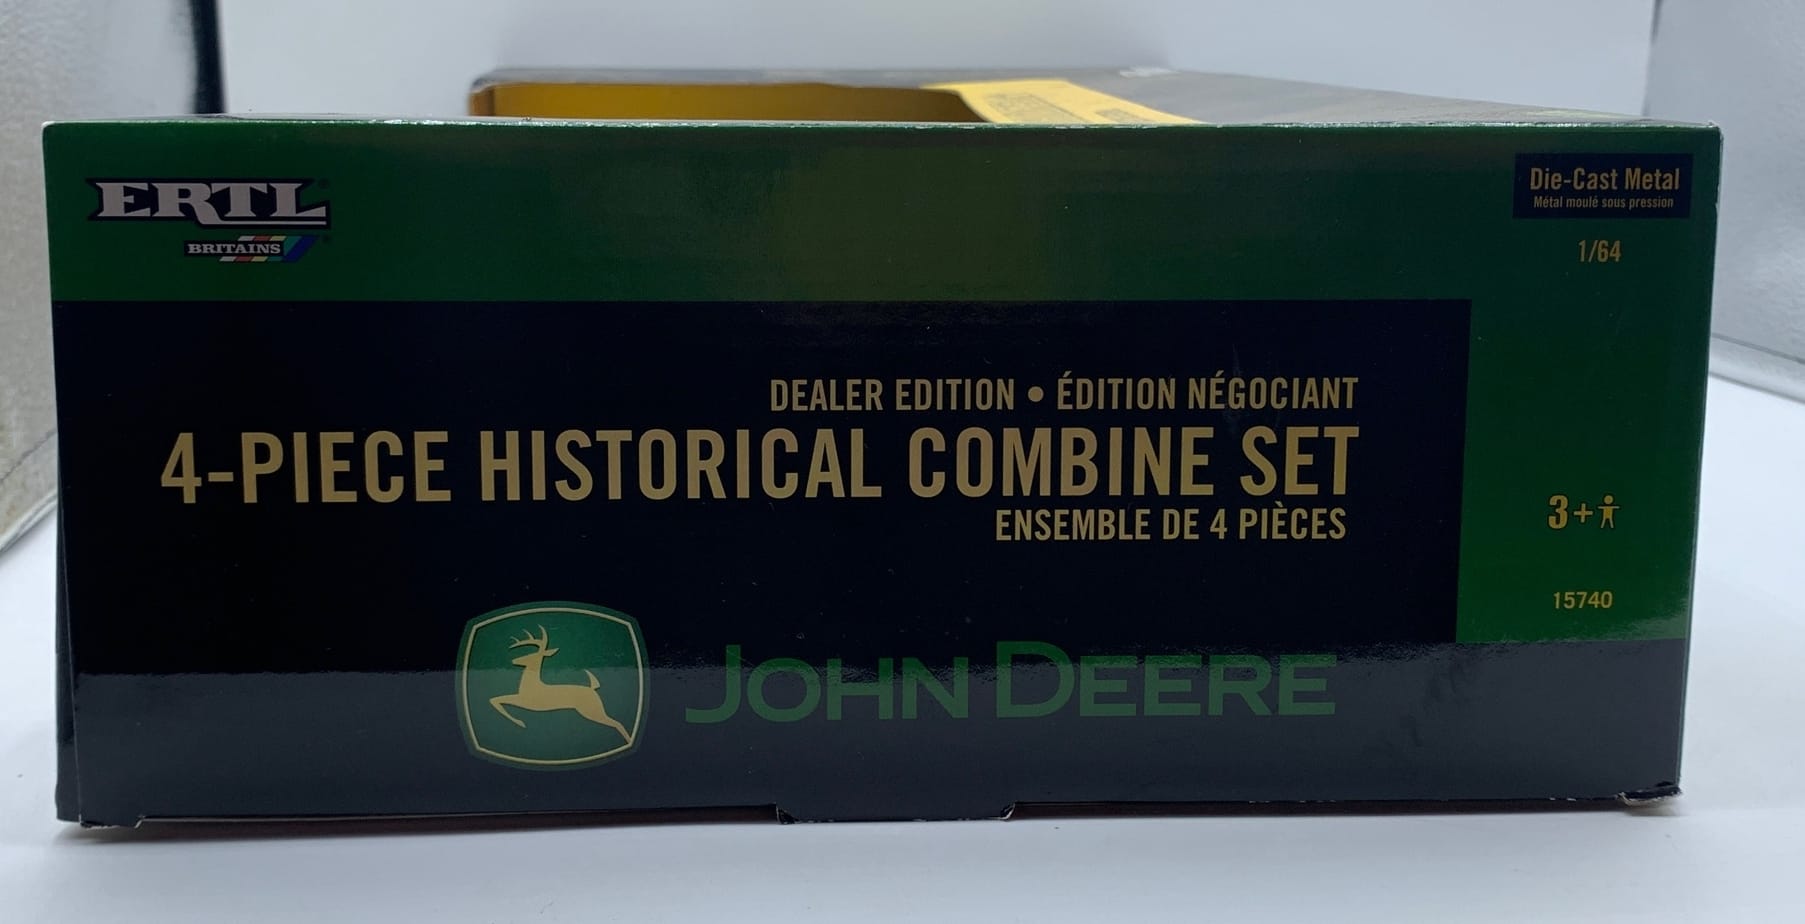 ERTL
BRITAINS
Die-Cast Metal
Métal moulé sous pression
1/64
DEALER EDITION • ÉDITION NÉGOCIANT
4-PIECE HISTORICAL COMBINE SET
ENSEMBLE DE 4 PIÈCES
3+
15740
JOHN DEERE